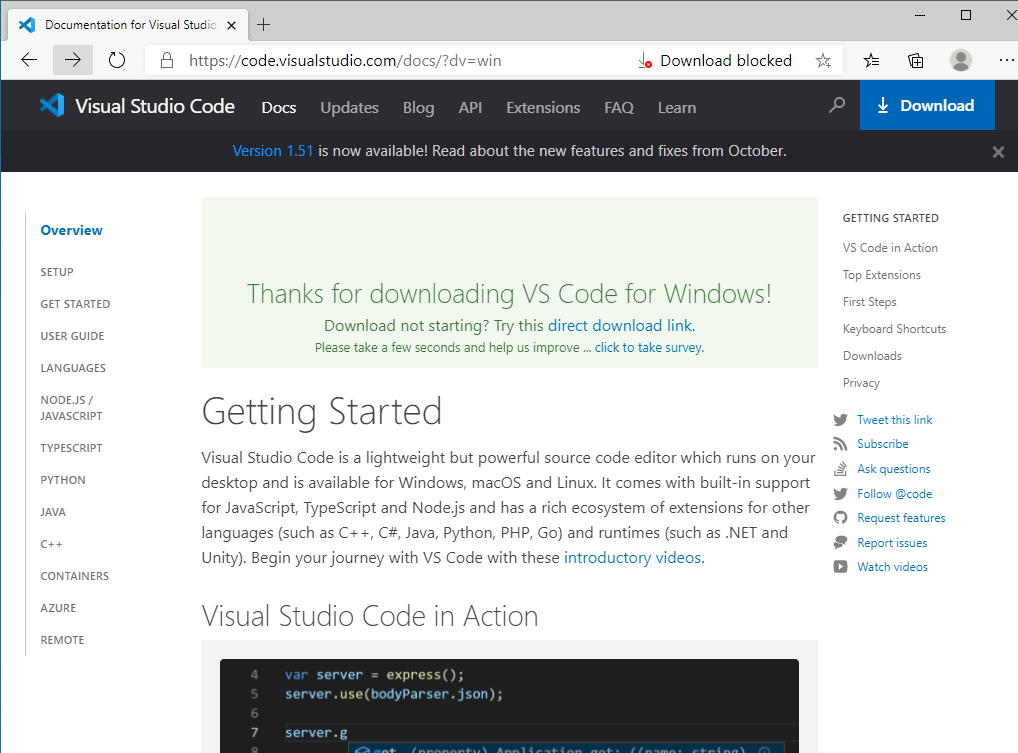 Documentation for Visual Studio
https://code.visualstudio.com/docs/?dv=win
Download blocked
Visual Studio Code
Docs
Updates
Blog
API
Extensions
FAQ
Learn
Download
Version 1.51 is now available! Read about the new features and fixes from October.
Overview
SETUP
GET STARTED
USER GUIDE
LANGUAGES
NODE.JS /
JAVASCRIPT
TYPESCRIPT
PYTHON
JAVA
C++
CONTAINERS
AZURE
REMOTE
Thanks for downloading VS Code for Windows!
Download not starting? Try this direct download link.
Please take a few seconds and help us improve ... click to take survey.
Getting Started
Visual Studio Code is a lightweight but powerful source code editor which runs on your
desktop and is available for Windows, macOS and Linux. It comes with built-in support
for JavaScript, TypeScript and Node.js and has a rich ecosystem of extensions for other
languages (such as C++, C#, Java, Python, PHP, Go) and runtimes (such as .NET and
Unity). Begin your journey with VS Code with these introductory videos.
Visual Studio Code in Action
4 var server = express();
5 server.use(bodyParser.json);
6
7 server.g
8 get (property) Application.get: ((name: string)
GETTING STARTED
VS Code in Action
Top Extensions
First Steps
Keyboard Shortcuts
Downloads
Privacy
Tweet this link
Subscribe
Ask questions
Follow @code
Request features
Report issues
Watch videos